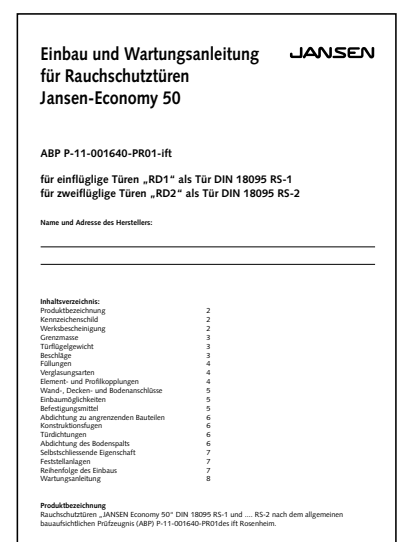 Einbau und Wartungsanleitung
für Rauchschutztüren
Jansen-Economy 50
JANSEN
ABP P-11-001640-PR01-ift
für einflüglige Türen „RD1“ als Tür DIN 18095 RS-1
für zweiflüglige Türen „RD2“ als Tür DIN 18095 RS-2
Name und Adresse des Herstellers:
Inhaltsverzeichnis:
Produktbezeichnung 2
Kennzeichenschild 2
Werksbescheinigung 2
Grenzmasse 3
Türflügelgewicht 3
Beschläge 3
Füllungen 4
Verglasungsarten 4
Element- und Profilkopplungen 4
Wand-, Decken- und Bodenanschlüsse 5
Einbaumöglichkeiten 5
Befestigungsmittel 5
Abdichtung zu angrenzenden Bauteilen 6
Konstruktionsfugen 6
Türdichtungen 6
Abdichtung des Bodenspalts 6
Selbstschliessende Eigenschaft 7
Feststellanlagen 7
Reihenfolge des Einbaus 7
Wartungsanleitung 8
Produktbezeichnung
Rauchschutztüren „JANSEN Economy 50“ DIN 18095 RS-1 und .... RS-2 nach dem allgemeinen
bauaufsichtlichen Prüfzeugnis (ABP) P-11-001640-PR01des ift Rosenheim.